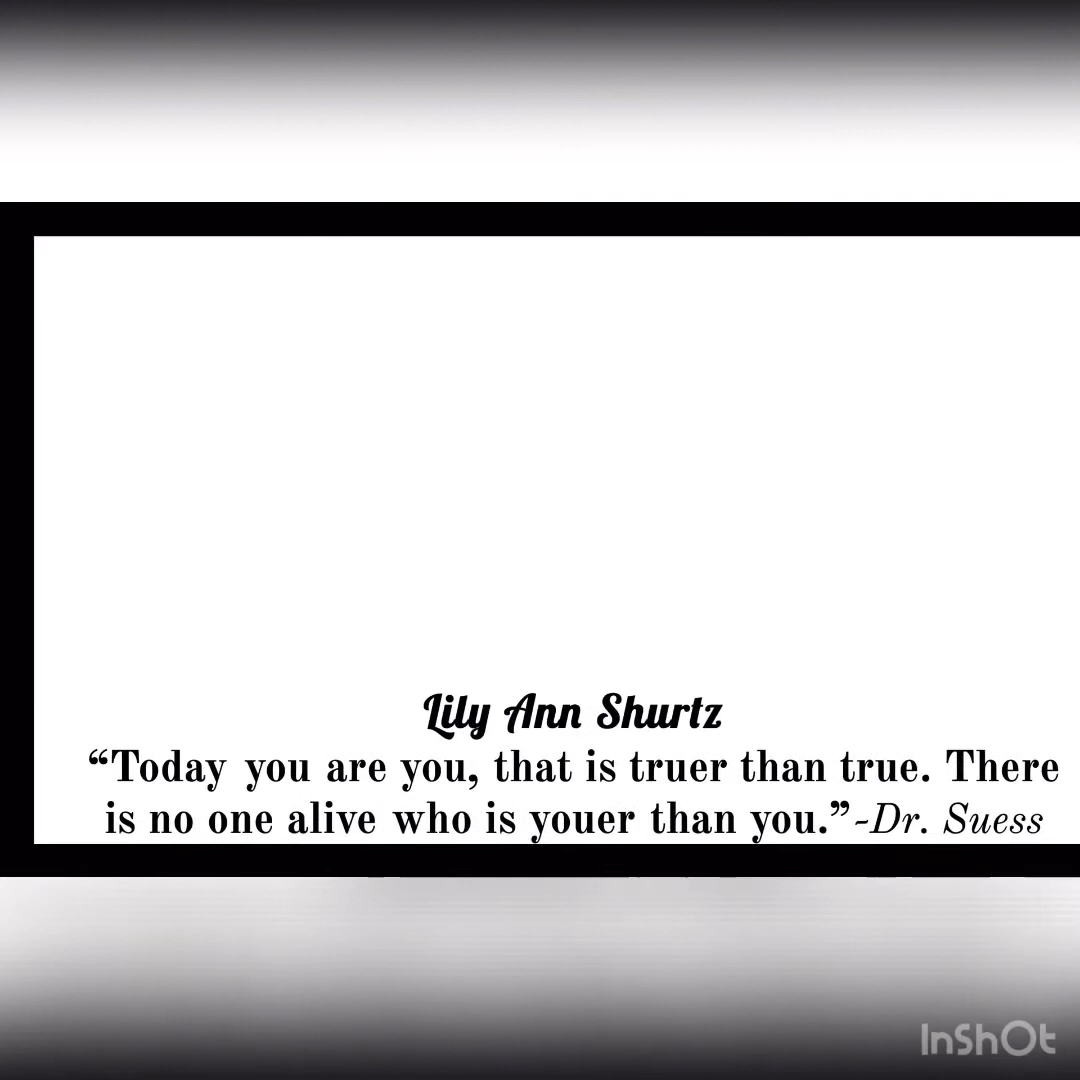 Lily Ann Shurtz
“Today you are you, that is truer than true. There
is no one alive who is youer than you.”-Dr. Suess
InShOt